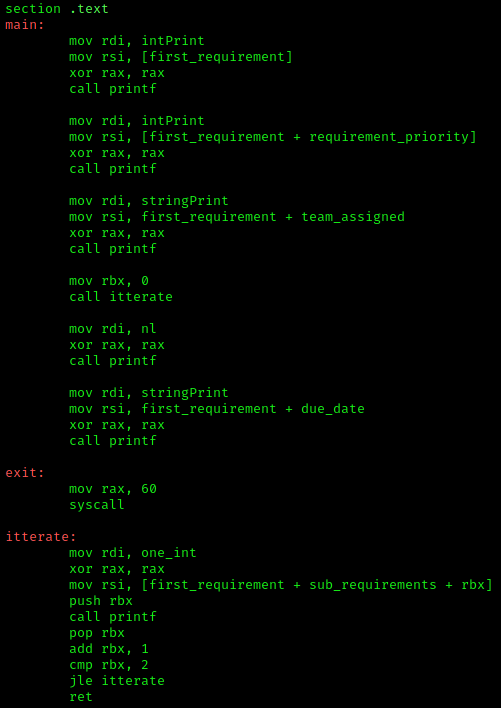 section .text
main:
mov rdi, intPrint
mov rsi, [first_requirement]
xor rax, rax
call printf
mov rdi, intPrint
mov rsi, [first_requirement + requirement_priority]
xor rax, rax
call printf
mov rdi, stringPrint
mov rsi, first_requirement + team_assigned
xor rax, rax
call printf
mov rbx, 0
call itterate
mov rdi, nl
xor rax, rax
call printf
mov rdi, stringPrint
mov rsi, first_requirement + due_date
xor rax, rax
call printf
exit:
mov rax, 60
syscall
itterate:
mov rdi, one_int
xor rax, rax
mov rsi, [first_requirement + sub_requirements + rbx]
push rbx
call printf
pop rbx
add rbx, 1
cmp rbx, 2
jle itterate
ret